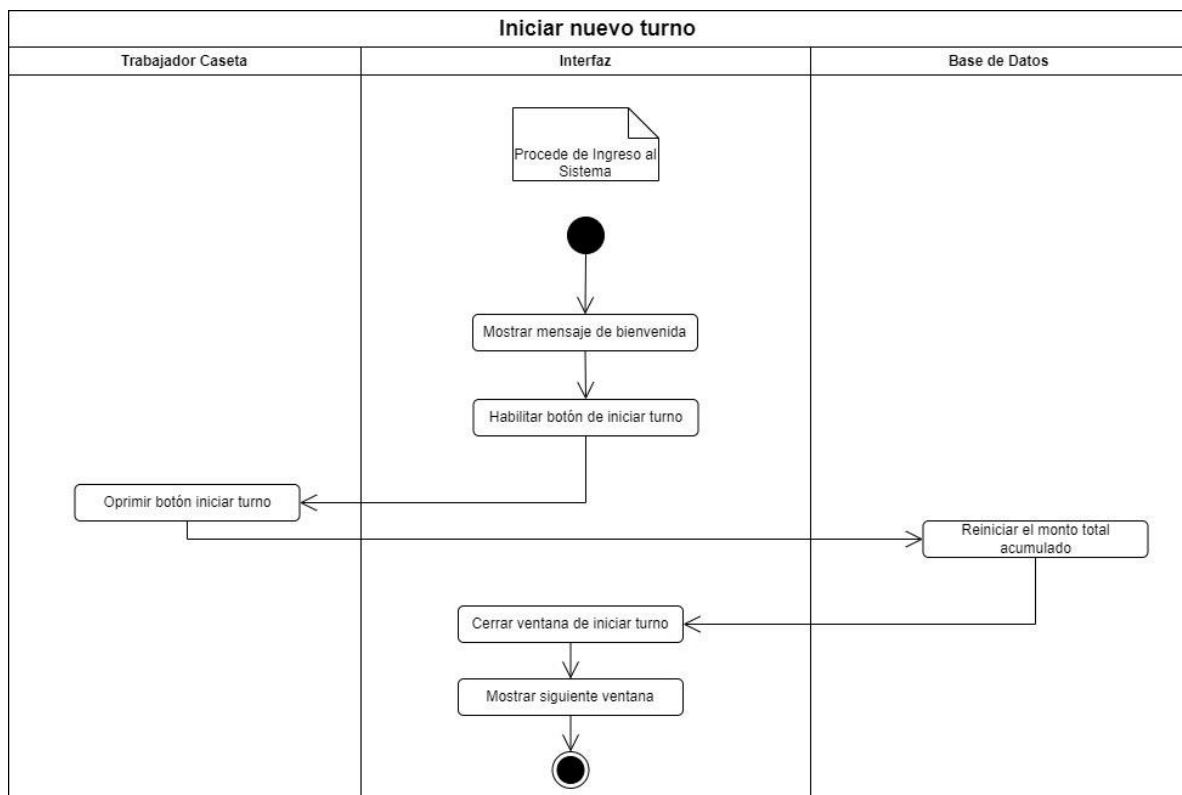 Iniciar nuevo turno
Trabajador Caseta
Interfaz
Base de Datos
Procede de Ingreso al
Sistema
Mostrar mensaje de bienvenida
Habilitar botón de iniciar turno
Oprimir botón iniciar turno
Reiniciar el monto total
acumulado
Cerrar ventana de iniciar turno
Mostrar siguiente ventana